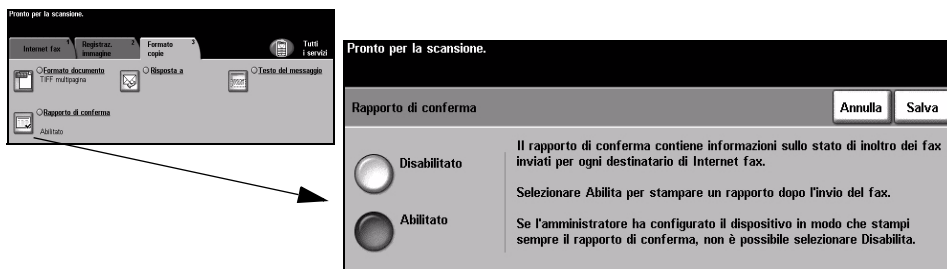 Pronto per la scansione.
Internet fax 1
Registraz. immagine 2
Formato copie 3
Tutti i servizi
Formato documento
TIFF multipagina
Risposta a
Testo del messaggio
Rapporto di conferma
Abilitato
Pronto per la scansione.
Rapporto di conferma
Annulla
Salva
Disabilitato
Abilitato
Il rapporto di conferma contiene informazioni sullo stato di inoltro dei fax
inviati per ogni destinatario di Internet fax.
Selezionare Abilita per stampare un rapporto dopo l'invio del fax.
Se l'amministratore ha configurato il dispositivo in modo che stampi
sempre il rapporto di conferma, non è possibile selezionare Disabilita.